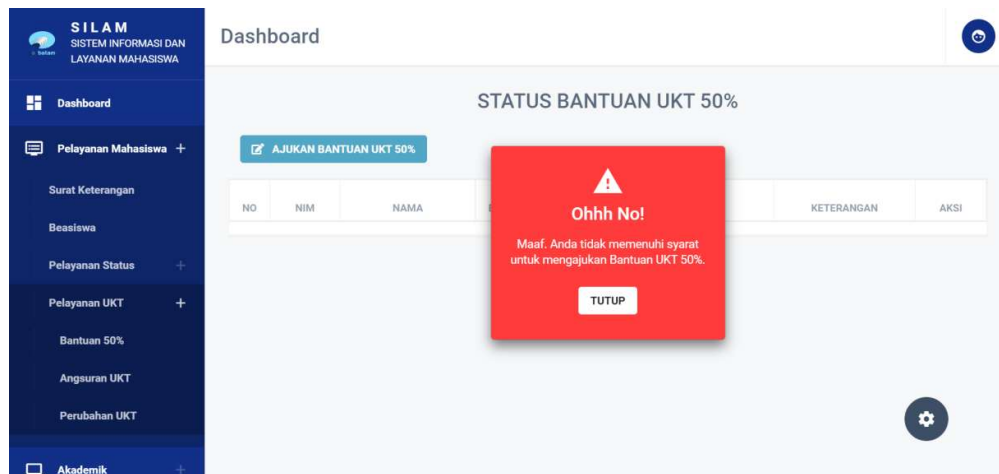 SILAM
SISTEM INFORMASI DAN
LAYANAN MAHASISWA
batam
Dashboard
Dashboard
Pelayanan Mahasiswa +
Surat Keterangan
Beasiswa
Pelayanan Status +
Pelayanan UKT +
Bantuan 50%
Angsuran UKT
Perubahan UKT
Akademik +
STATUS BANTUAN UKT 50%
AJUKAN BANTUAN UKT 50%
NO NIM NAMA KETERANGAN AKSI
Ohhh No!
Maaf. Anda tidak memenuhi syarat
untuk mengajukan Bantuan UKT 50%.
TUTUP